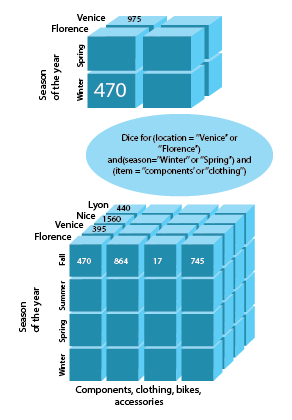 Venice 975
Florence
Season
of the year
Spring
Winter
470
Dice for (location = "Venice" or
"Florence")
and(season="Winter" or "Spring") and
(item = "components' or "clothing")
Lyon 440
Nice 1560
Venice 395
Florence
Season
of the year
Fall
470 864 17 745
Summer
Spring
Winter
Components, clothing, bikes,
accessories